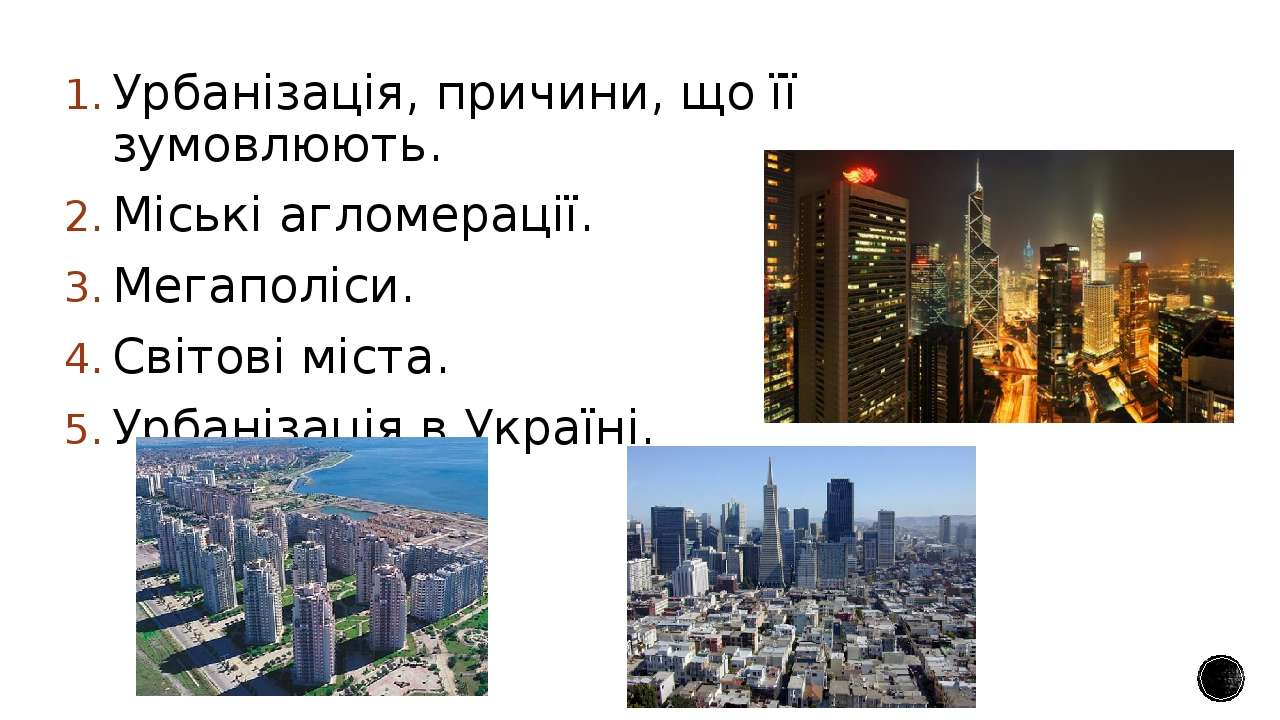 1. Урбанізація, причини, що її
зумовлюють.
2. Міські агломерації.
3. Мегаполіси.
4. Світові міста.
5. Урбанізація в Україні.